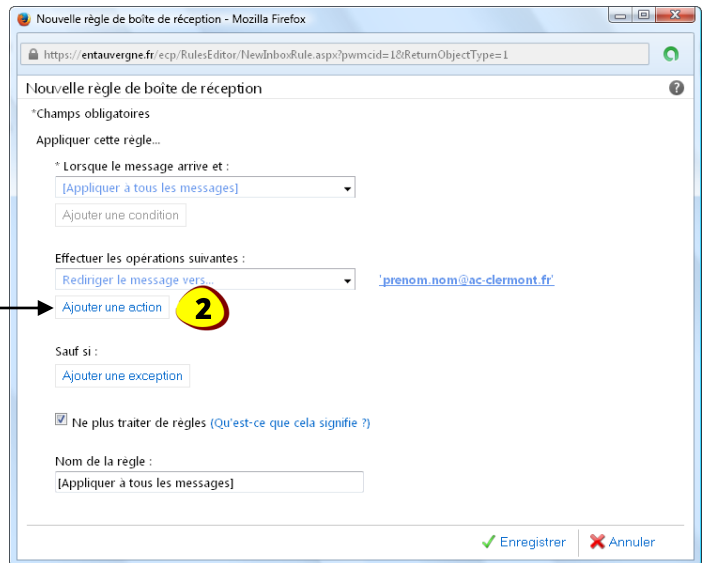 Nouvelle règle de boîte de réception - Mozilla Firefox
https://entauvergne.fr/ecp/RulesEditor/NewInboxRule.aspx?pwmcid=1&ReturnObjectType=1
Nouvelle règle de boîte de réception
*Champs obligatoires
Appliquer cette règle...
* Lorsque le message arrive et :
[Appliquer à tous les messages]
Ajouter une condition
Effectuer les opérations suivantes :
Rediriger le message vers... 'prenom.nom@ac-clermont.fr'
Ajouter une action 2
Sauf si :
Ajouter une exception
Ne plus traiter de règles (Qu'est-ce que cela signifie ?)
Nom de la règle :
[Appliquer à tous les messages]
Enregistrer Annuler